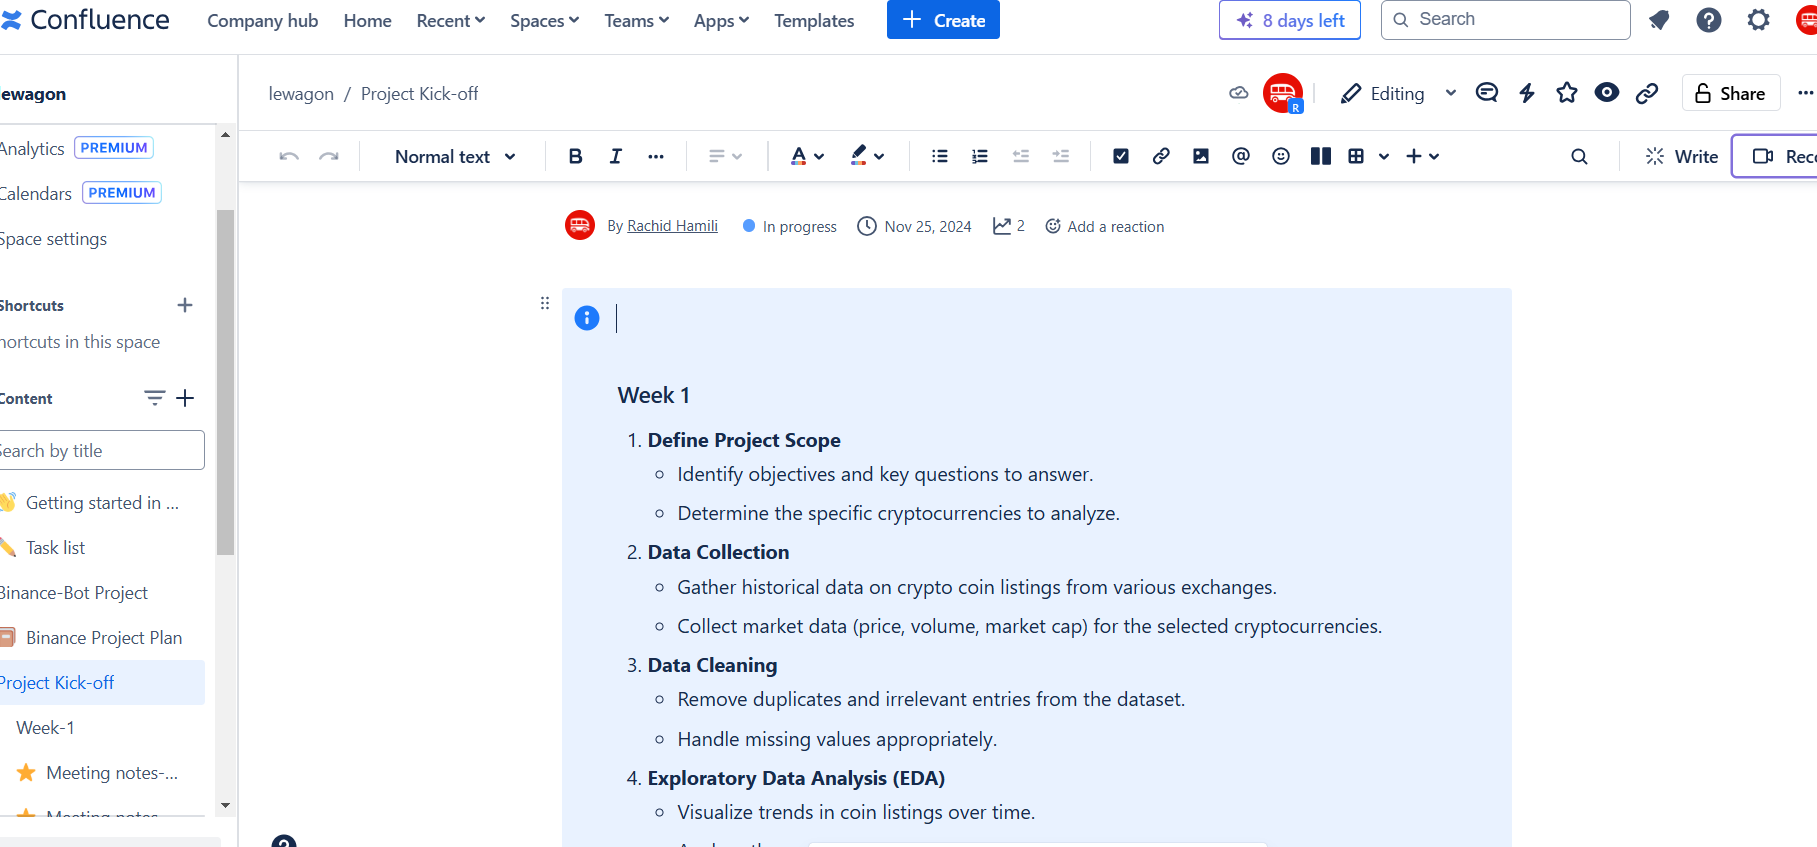 Confluence Company hub Home Recent Spaces Teams Apps Templates + Create 8 days left Search
lewagon / Project Kick-off Editing Share
ewagon
Normal text B I A Write
Analytics PREMIUM
Calendars PREMIUM
Space settings
Shortcuts
hortcuts in this space
Content
Search by title
Getting started in ...
Task list
Binance-Bot Project
Binance Project Plan
Project Kick-off
Week-1
Meeting notes-...
Meeting notes
By Rachid Hamili In progress Nov 25, 2024 2 Add a reaction
Week 1
1. Define Project Scope
Identify objectives and key questions to answer.
Determine the specific cryptocurrencies to analyze.
2. Data Collection
Gather historical data on crypto coin listings from various exchanges.
Collect market data (price, volume, market cap) for the selected cryptocurrencies.
3. Data Cleaning
Remove duplicates and irrelevant entries from the dataset.
Handle missing values appropriately.
4. Exploratory Data Analysis (EDA)
Visualize trends in coin listings over time.